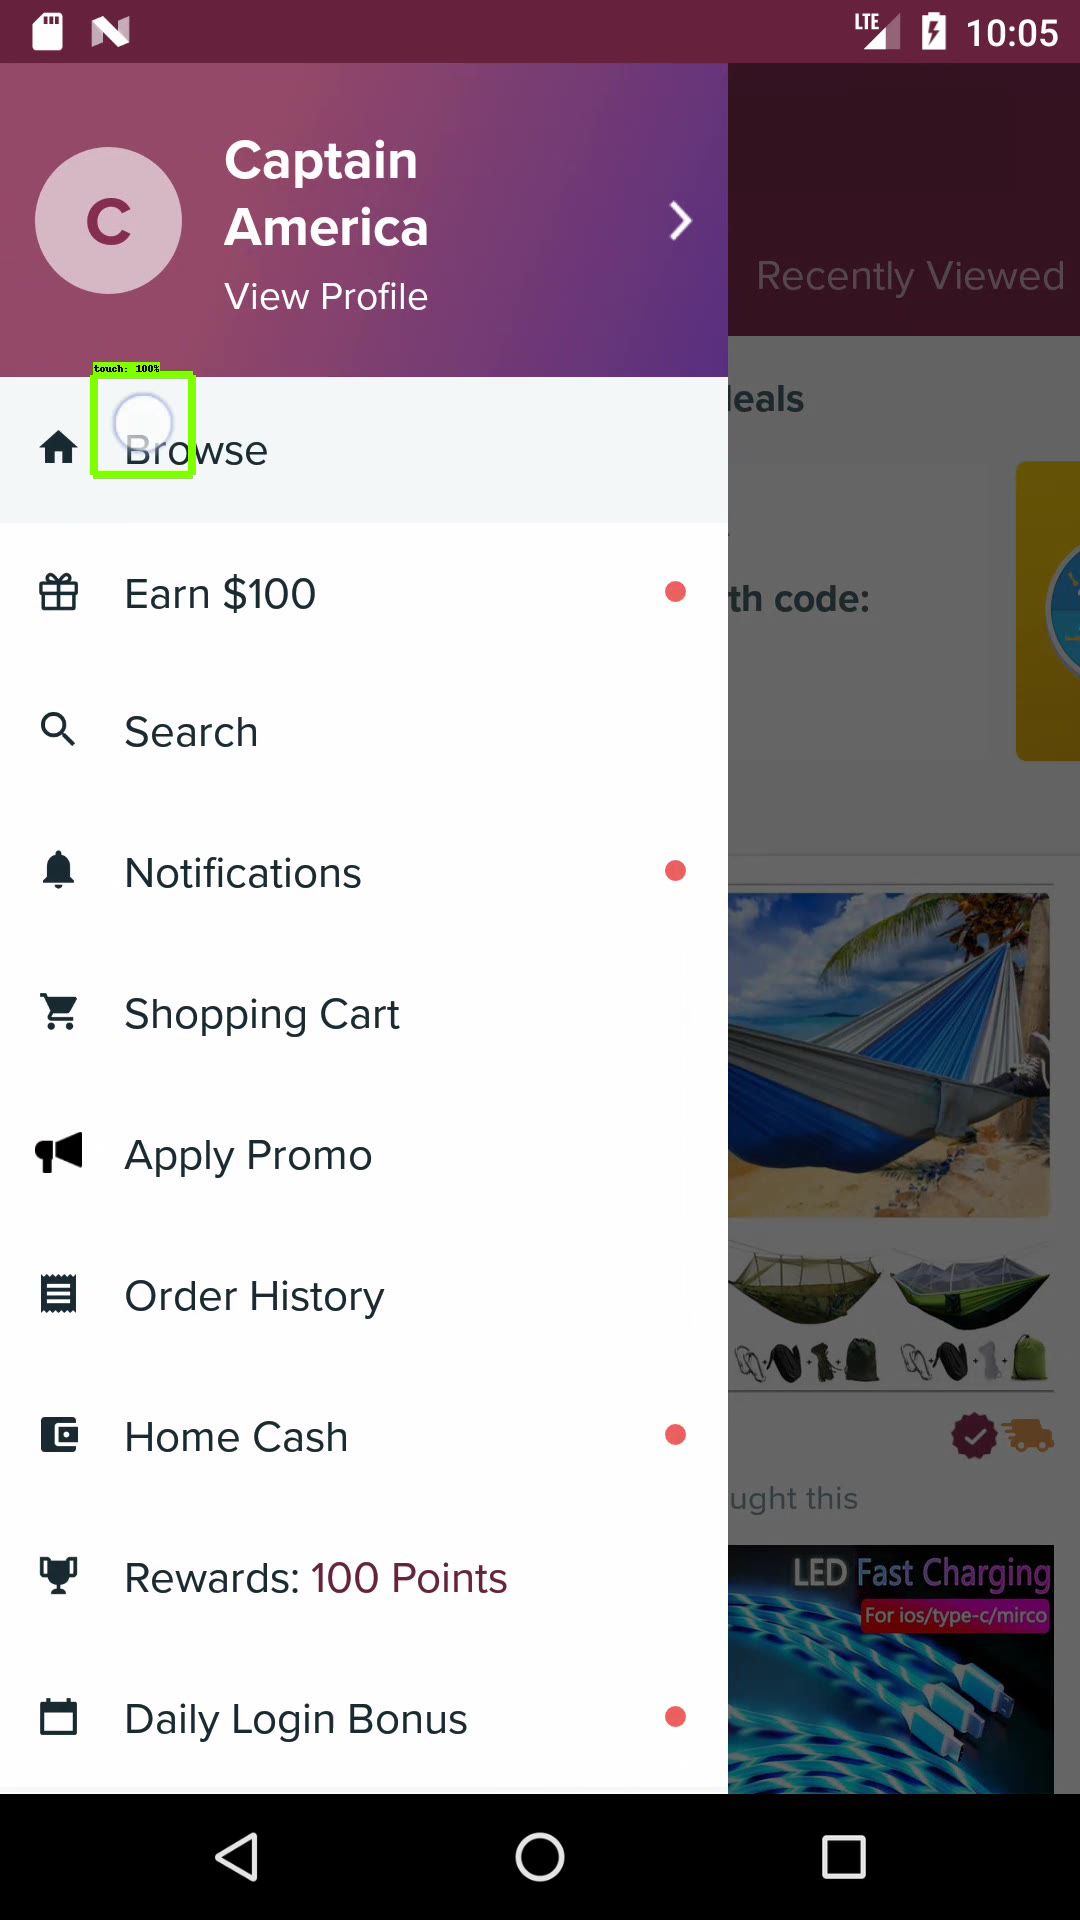 LTE 10:05
C
Captain
America
View Profile
Recently Viewed
touch: 100%
Browse
Earn $100
Search
Notifications
Shopping Cart
Apply Promo
Order History
Home Cash
Rewards: 100 Points
Daily Login Bonus
deals
th code:
ught this
LED Fast Charging
For ios/type-c/mirco